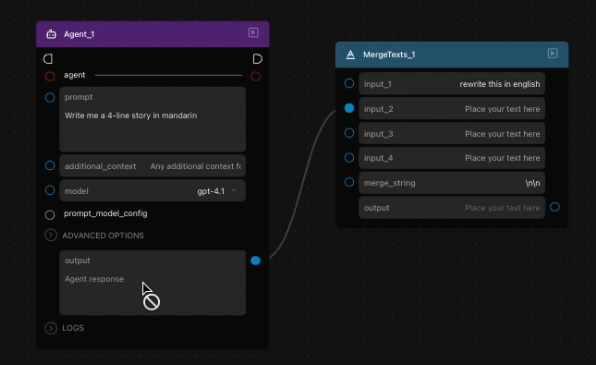 Agent_1
agent
prompt
Write me a 4-line story in mandarin
additional_context Any additional context fo
model gpt-4.1
prompt_model_config
ADVANCED OPTIONS
output
Agent response
LOGS
MergeTexts_1
input_1 rewrite this in english
input_2 Place your text here
input_3 Place your text here
input_4 Place your text here
merge_string \n\n
output Place your text here